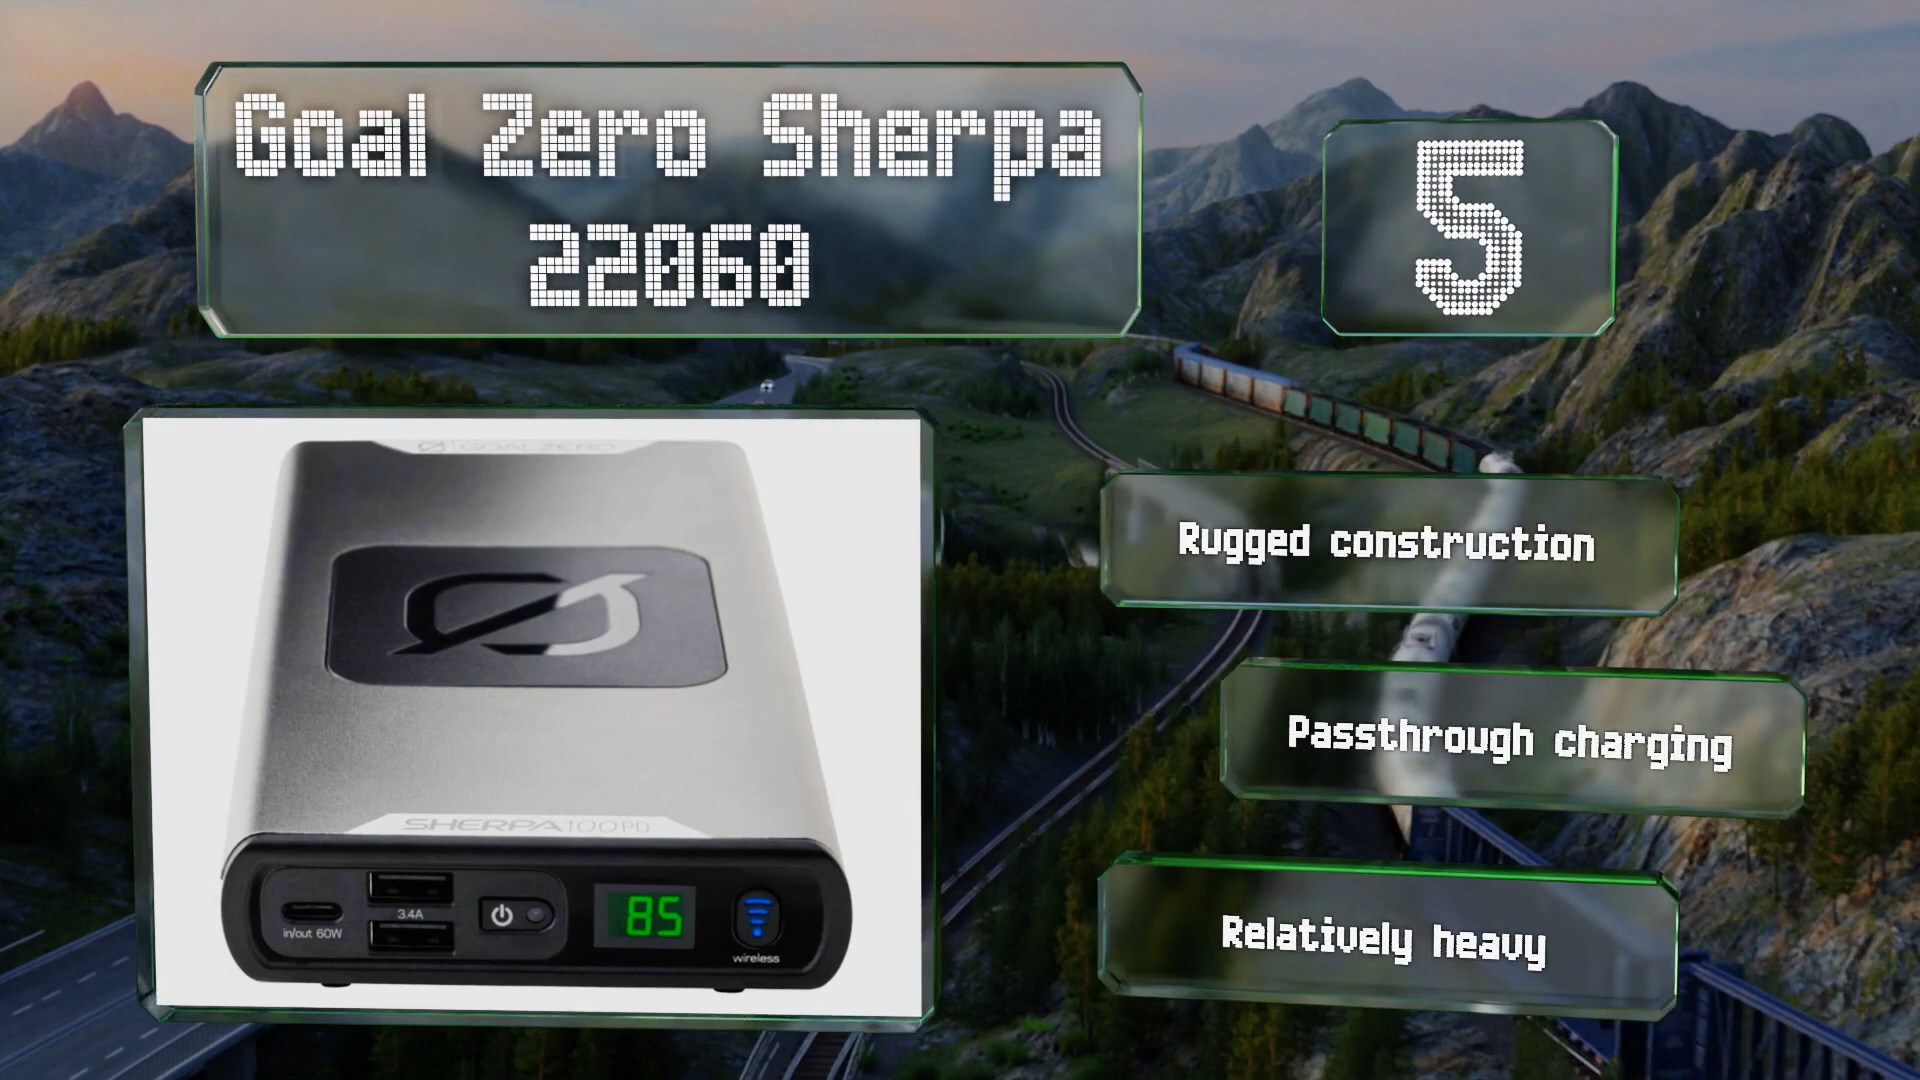 Goal Zero Sherpa
22060
5
Rugged construction
Passthrough charging
Relatively heavy
GOAL ZERO
SHERPA100PD
in/out 60W
3.4A
85
wireless